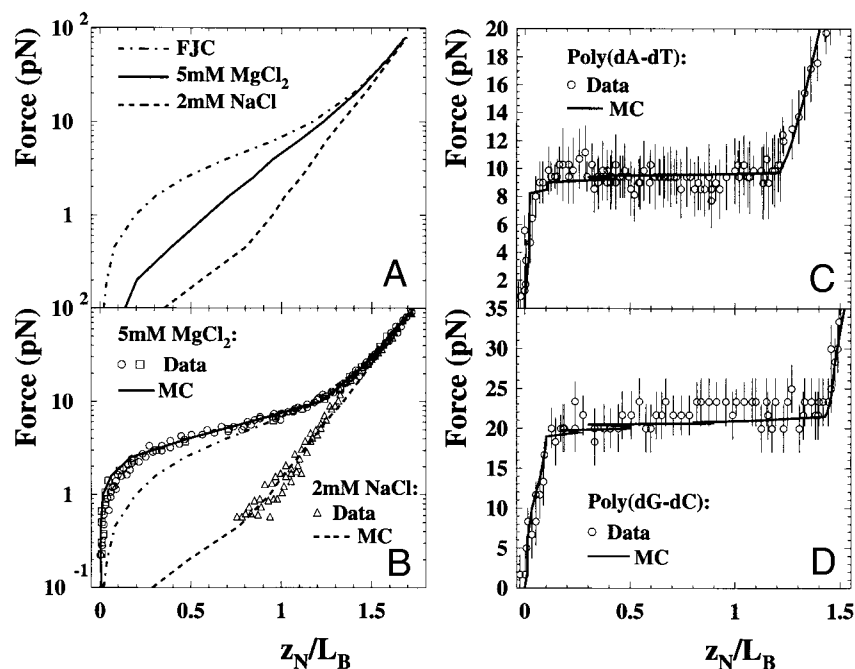 Force (pN)
10²
10
1
10²
FJC
5mM MgCl₂
2mM NaCl
A
Force (pN)
10
1
10⁻¹
5mM MgCl₂:
Data
MC
2mM NaCl:
Data
MC
B
0 0.5 1 1.5
z_N/L_B
Force (pN)
20
18
16
14
12
10
8
6
4
2
Poly(dA-dT):
Data
MC
C
Force (pN)
35
30
25
20
15
10
5
0
Poly(dG-dC):
Data
MC
D
0 0.5 1 1.5
z_N/L_B